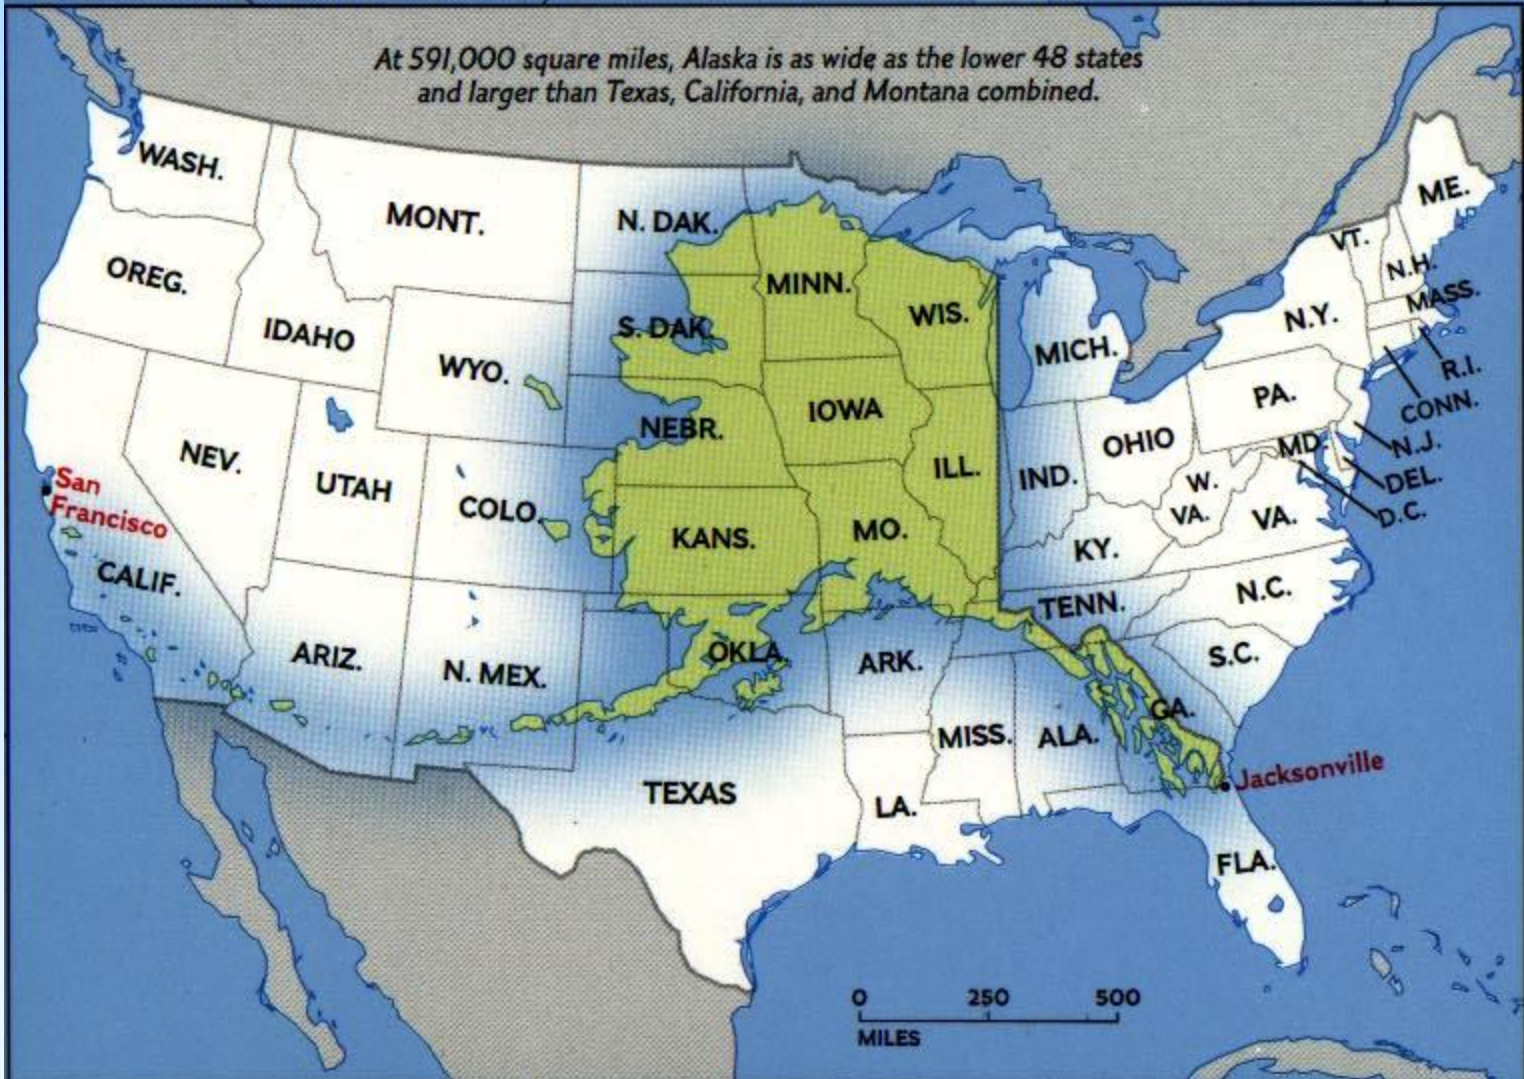 At 591,000 square miles, Alaska is as wide as the lower 48 states
and larger than Texas, California, and Montana combined.
WASH.
MONT.
N. DAK.
MINN.
ME.
VT.
N.H.
MASS.
OREG.
IDAHO
S. DAK.
WIS.
MICH.
N.Y.
R.I.
CONN.
WYO.
NEBR.
IOWA
PA.
N.J.
NEV.
UTAH
COLO.
ILL.
IND.
OHIO
MD.
DEL.
D.C.
San
Francisco
KANS.
MO.
W.
VA.
VA.
KY.
CALIF.
ARIZ.
N. MEX.
OKLA.
ARK.
TENN.
N.C.
S.C.
TEXAS
LA.
MISS.
ALA.
GA.
Jacksonville
FLA.
0 250 500
MILES